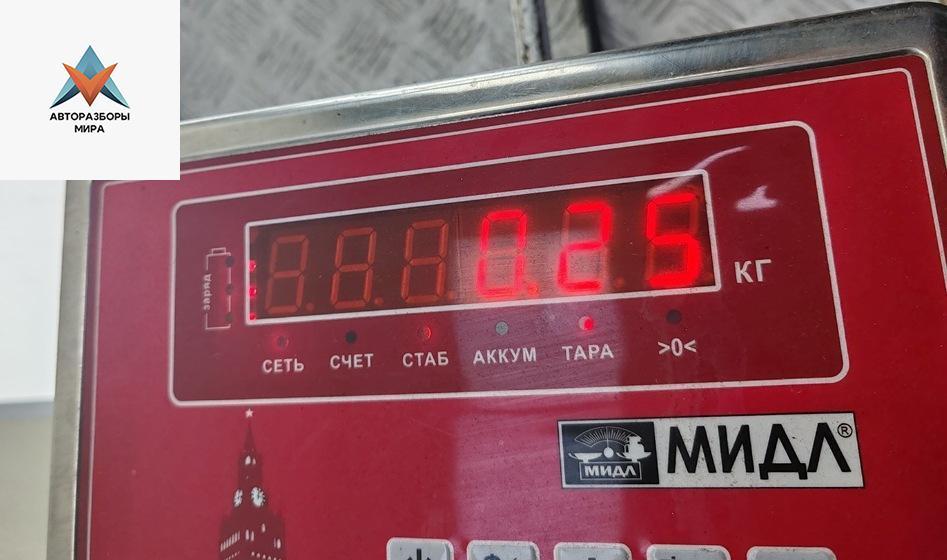 АВТОРАЗБОРЫ
МИРА
заряд
0.25
КГ
СЕТЬ СЧЕТ СТАБ АККУМ ТАРА >0<
МИДЛ МИДЛ®